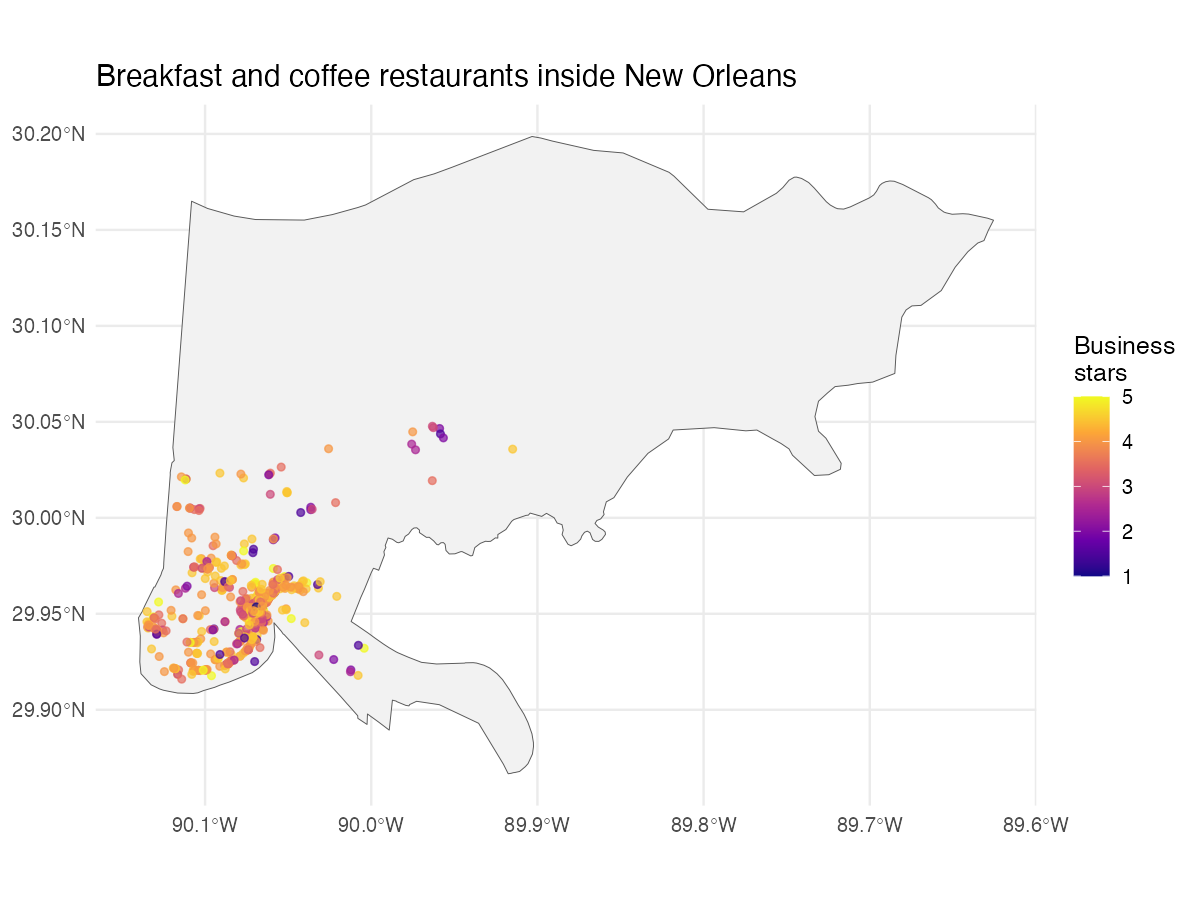 Breakfast and coffee restaurants inside New Orleans
30.20°N
30.15°N
30.10°N
30.05°N
30.00°N
29.95°N
29.90°N
90.1°W
90.0°W
89.9°W
89.8°W
89.7°W
89.6°W
Business
stars
5
4
3
2
1